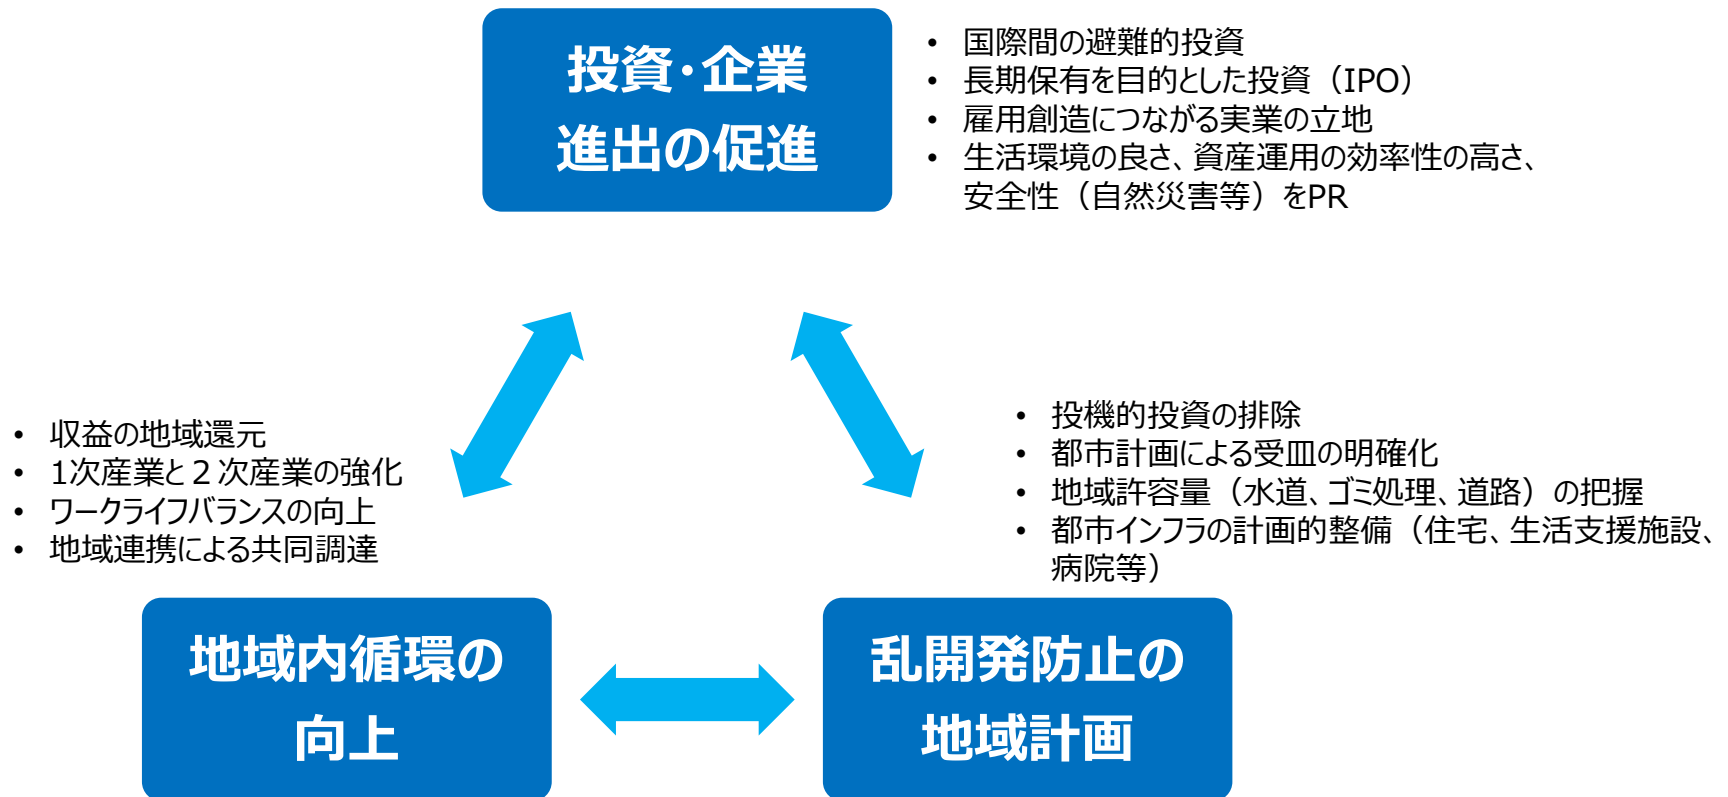 投資・企業
進出の促進
• 国際間の避難的投資
• 長期保有を目的とした投資（IPO）
• 雇用創造につながる実業の立地
• 生活環境の良さ、資産運用の効率性の高さ、
安全性（自然災害等）をPR
• 収益の地域還元
• 1次産業と２次産業の強化
• ワークライフバランスの向上
• 地域連携による共同調達
• 投機的投資の排除
• 都市計画による受皿の明確化
• 地域許容量（水道、ゴミ処理、道路）の把握
• 都市インフラの計画的整備（住宅、生活支援施設、
病院等）
地域内循環の
向上
乱開発防止の
地域計画